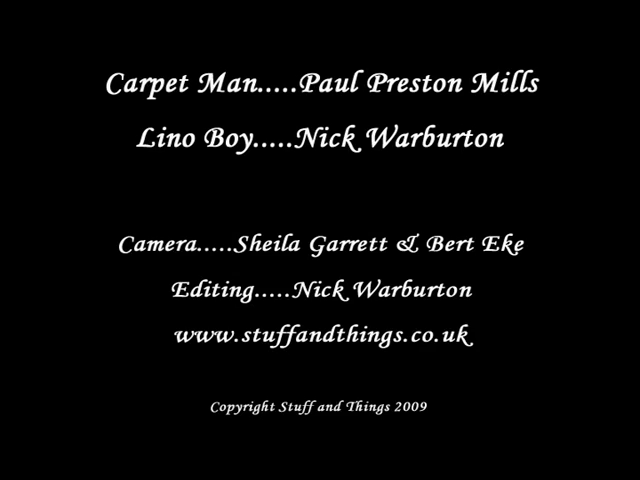 Carpet Man.....Paul Preston Mills
Lino Boy.....Nick Warburton
Camera.....Sheila Garrett & Bert Eke
Editing.....Nick Warburton
www.stuffandthings.co.uk
Copyright Stuff and Things 2009